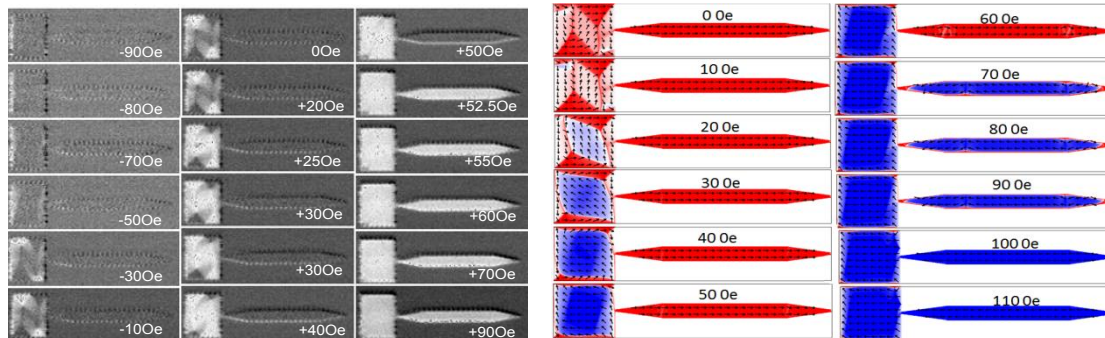 -90Oe
-80Oe
-70Oe
-50Oe
-30Oe
-10Oe
0Oe
+20Oe
+25Oe
+30Oe
+30Oe
+40Oe
+50Oe
+52.5Oe
+55Oe
+60Oe
+70Oe
+90Oe
0 Oe
10 Oe
20 Oe
30 Oe
40 Oe
50 Oe
60 Oe
70 Oe
80 Oe
90 Oe
100 Oe
110 Oe